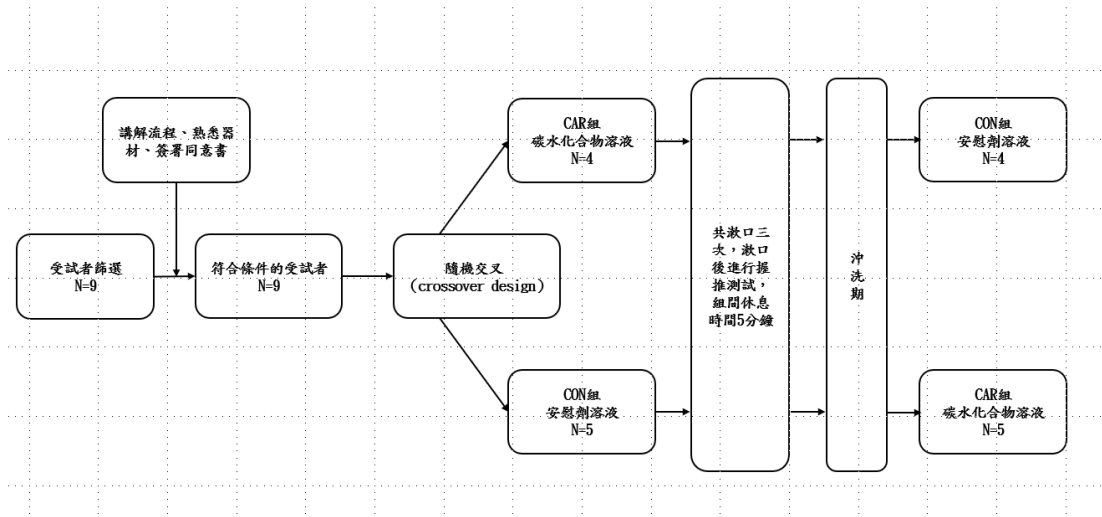 講解流程、熟悉器
材、簽署同意書
受試者篩選
N=9
符合條件的受試者
N=9
隨機交叉
(crossover design)
CAR組
碳水化合物溶液
N=4
CON組
安慰劑溶液
N=5
共漱口三
次，漱口
後進行握
推測試，
組間休息
時間5分鐘
沖
洗
期
CON組
安慰劑溶液
N=4
CAR組
碳水化合物溶液
N=5